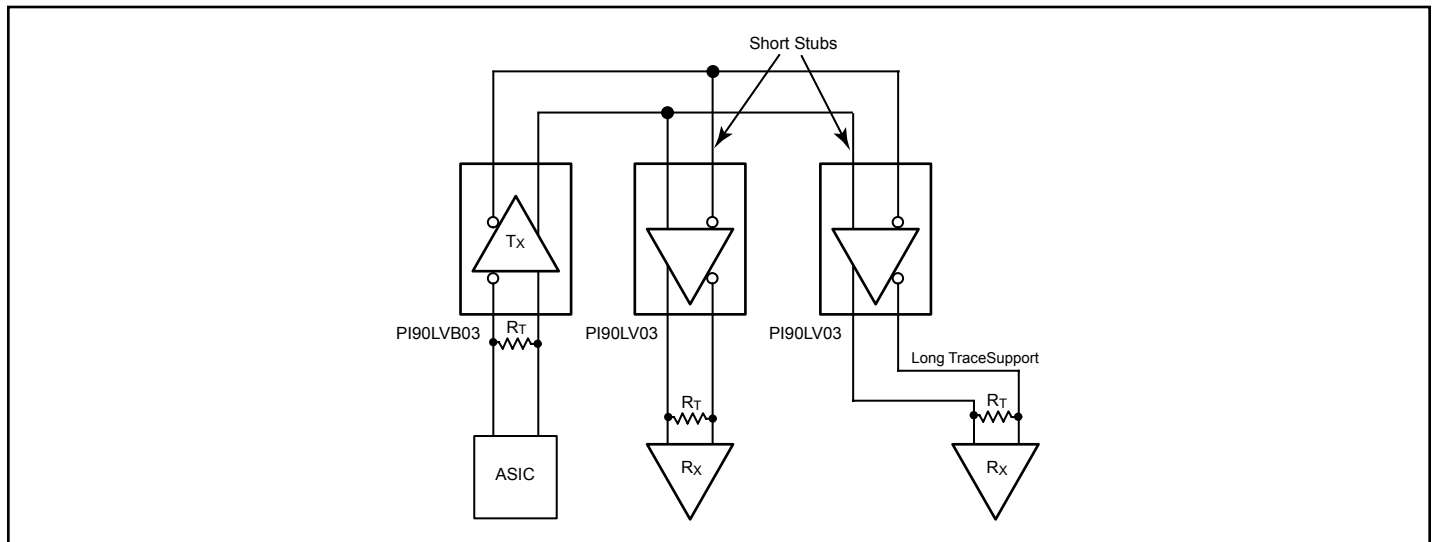 Short Stubs
TX
PI90LVB03
RT
PI90LV03
PI90LV03
Long TraceSupport
RT
RT
ASIC
RX
RX